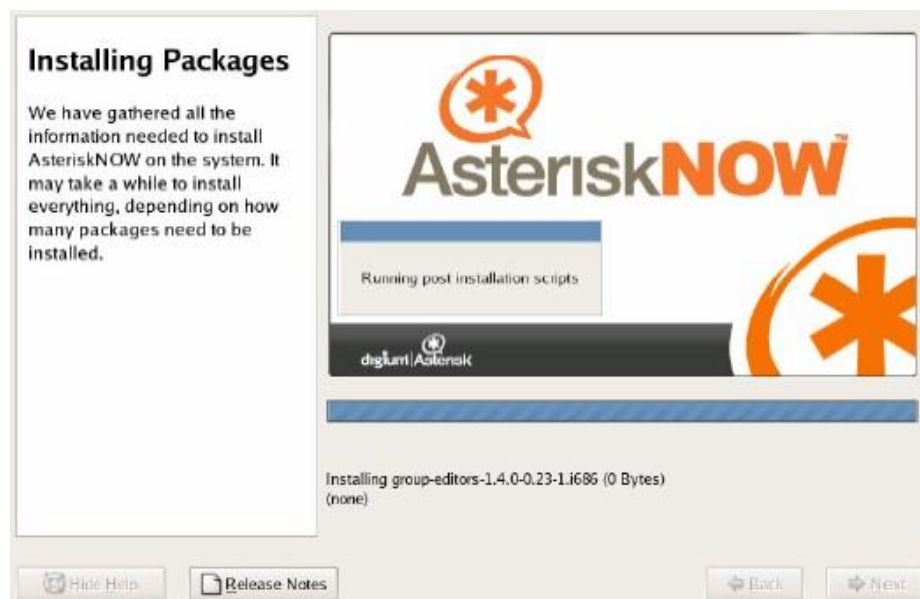 Installing Packages
We have gathered all the
information needed to install
AsteriskNOW on the system. It
may take a while to install
everything, depending on how
many packages need to be
installed.
AsterıskNOW™
Running post installation scripts
digium|Asterisk
Installing group-editors-1.4.0-0.23-1.i686 (0 Bytes)
(none)
Hide Help
Release Notes
Back
Next